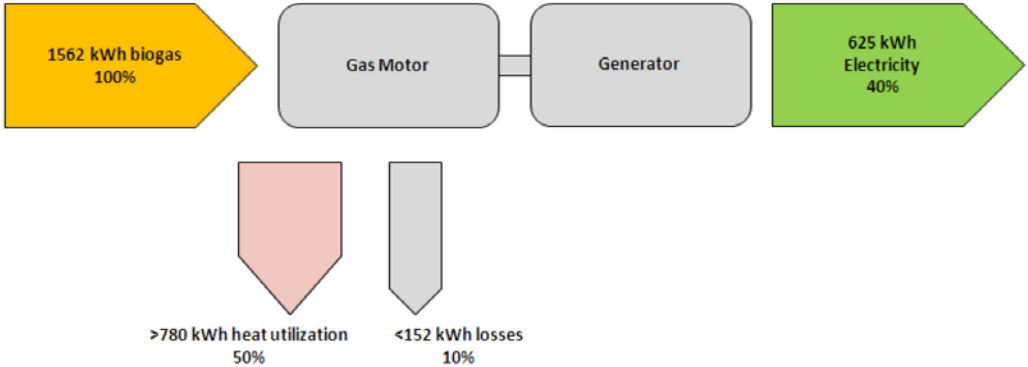 1562 kWh biogas
100%
Gas Motor
Generator
625 kWh
Electricity
40%
>780 kWh heat utilization
50%
<152 kWh losses
10%